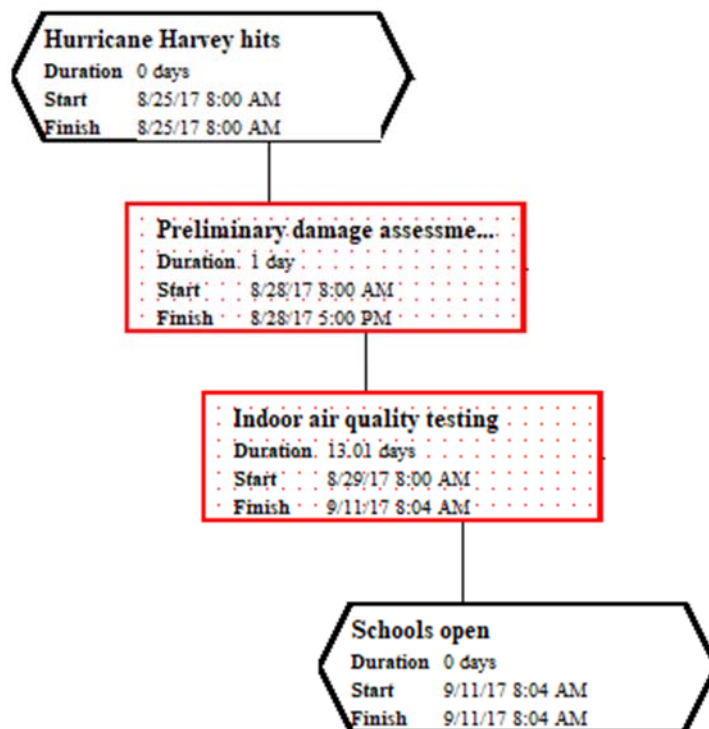 Hurricane Harvey hits
Duration 0 days
Start 8/25/17 8:00 AM
Finish 8/25/17 8:00 AM
Preliminary damage assessme...
Duration 1 day
Start 8/28/17 8:00 AM
Finish 8/28/17 5:00 PM
Indoor air quality testing
Duration 13.01 days
Start 8/29/17 8:00 AM
Finish 9/11/17 8:04 AM
Schools open
Duration 0 days
Start 9/11/17 8:04 AM
Finish 9/11/17 8:04 AM